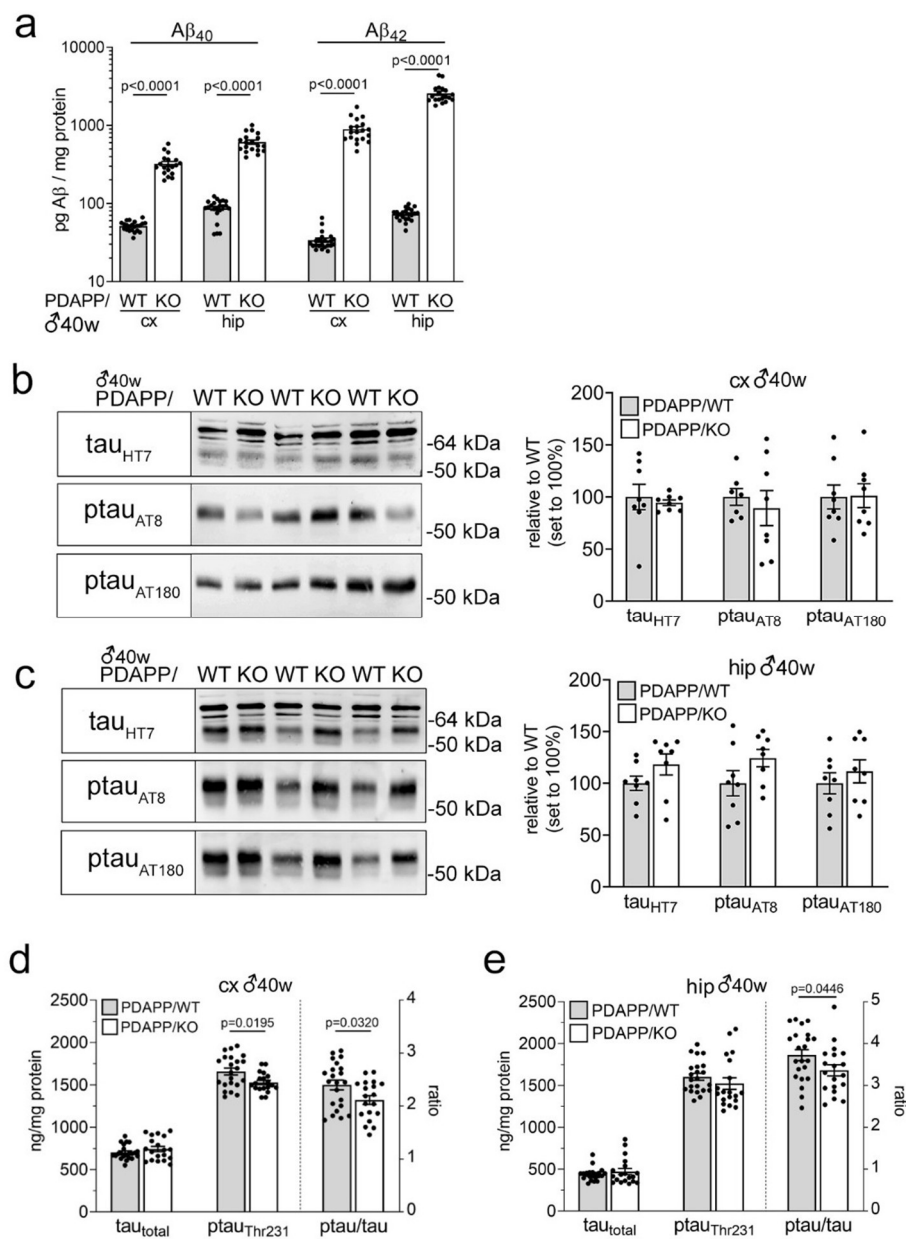 a
Aβ40 Aβ42
10000
1000
100
10
pg Aβ / mg protein
p<0.0001 p<0.0001 p<0.0001 p<0.0001
PDAPP/ WT KO WT KO WT KO WT KO
♂40w cx hip cx hip
b
♂40w
PDAPP/ WT KO WT KO WT KO
tauHT7
-64 kDa
-50 kDa
ptauAT8
-50 kDa
ptauAT180
-50 kDa
cx ♂40w
PDAPP/WT
PDAPP/KO
relative to WT
(set to 100%)
200
150
100
50
0
tauHT7 ptauAT8 ptauAT180
c
♂40w
PDAPP/ WT KO WT KO WT KO
tauHT7
-64 kDa
-50 kDa
ptauAT8
-50 kDa
ptauAT180
-50 kDa
hip ♂40w
PDAPP/WT
PDAPP/KO
relative to WT
(set to 100%)
200
150
100
50
0
tauHT7 ptauAT8 ptauAT180
d
cx ♂40w
PDAPP/WT
PDAPP/KO
p=0.0195 p=0.0320
ng/mg protein
2500
2000
1500
1000
500
0
4
3
2
1
0
ratio
tautotal ptauThr231 ptau/tau
e
hip ♂40w
PDAPP/WT
PDAPP/KO
p=0.0446
ng/mg protein
2500
2000
1500
1000
500
0
5
4
3
2
1
0
ratio
tautotal ptauThr231 ptau/tau